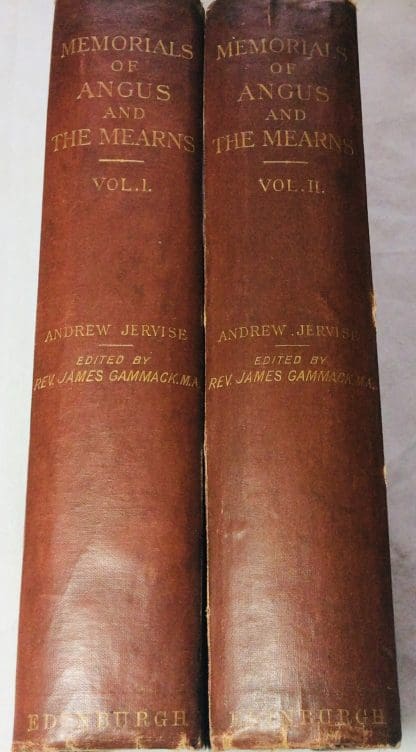 MEMORIALS
OF
ANGUS
AND
THE MEARNS
VOL. I.
ANDREW JERVISE
EDITED BY
REV. JAMES GAMMACK, M.A.
EDINBURGH
MEMORIALS
OF
ANGUS
AND
THE MEARNS
VOL. II.
ANDREW JERVISE
EDITED BY
REV. JAMES GAMMACK, M.A.
EDINBURGH